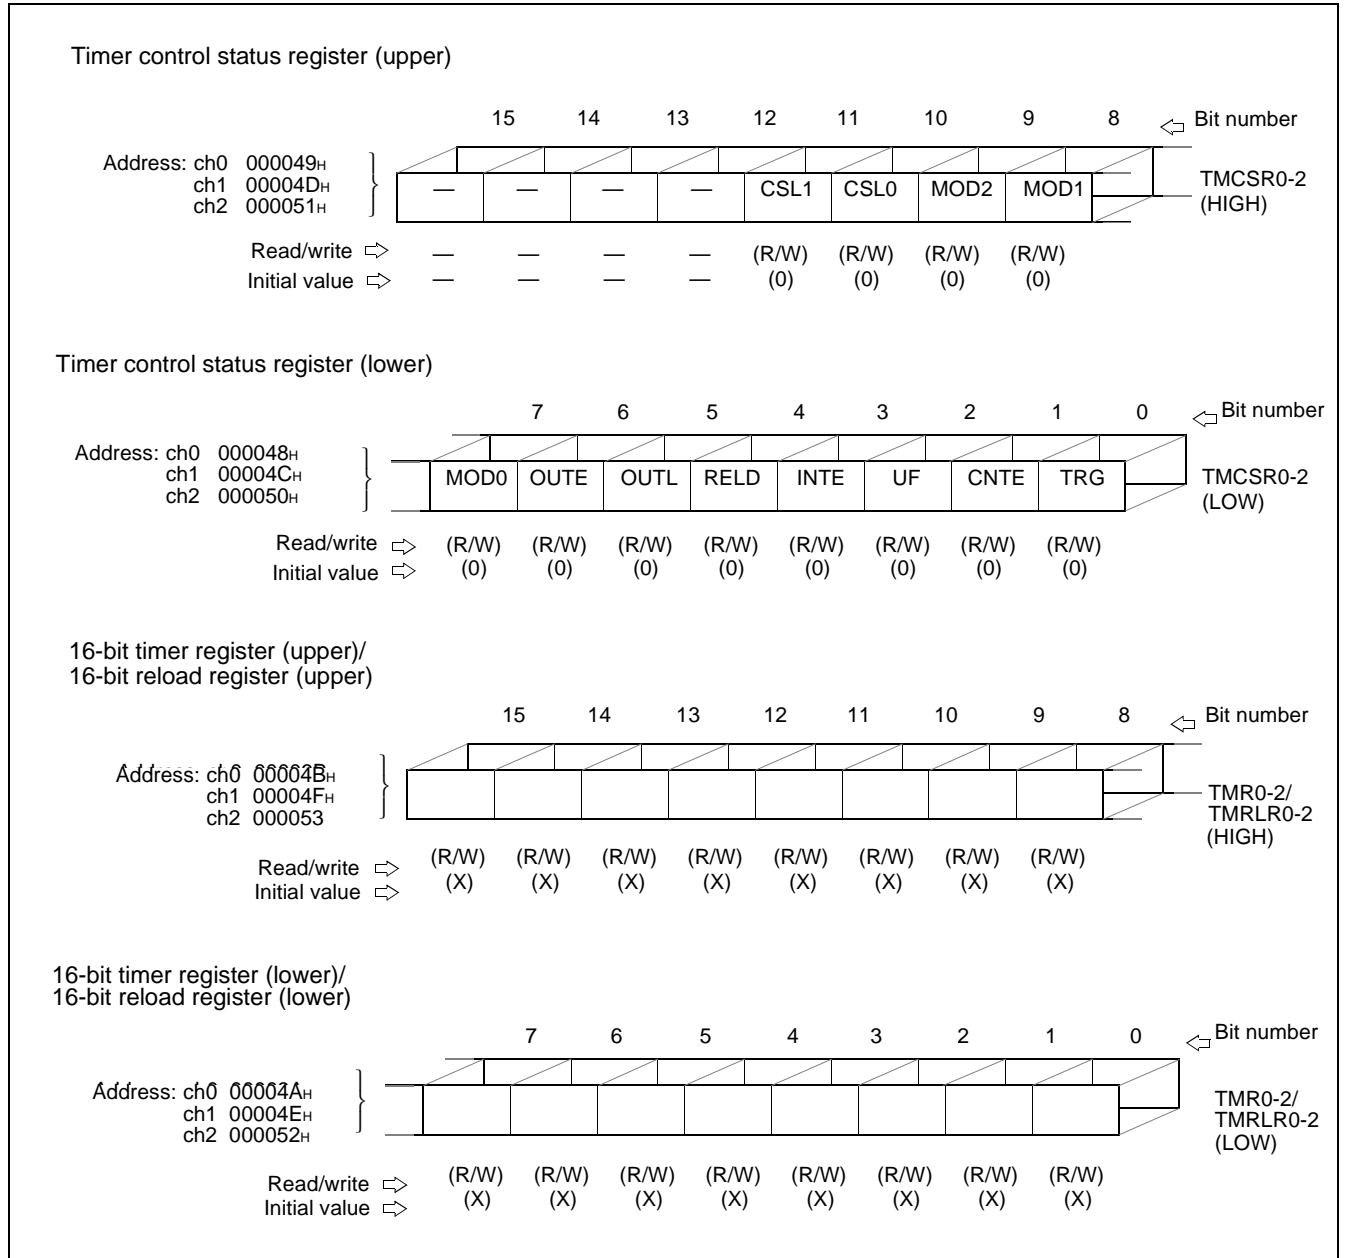 Timer control status register (upper)
15 14 13 12 11 10 9 8 Bit number
Address: ch0 000049H
ch1 00004DH
ch2 000051H
— — — — CSL1 CSL0 MOD2 MOD1
TMCSR0-2
(HIGH)
Read/write — — — — (R/W) (R/W) (R/W) (R/W)
Initial value — — — — (0) (0) (0) (0)
Timer control status register (lower)
7 6 5 4 3 2 1 0 Bit number
Address: ch0 000048H
ch1 00004CH
ch2 000050H
MOD0 OUTE OUTL RELD INTE UF CNTE TRG
TMCSR0-2
(LOW)
Read/write (R/W) (R/W) (R/W) (R/W) (R/W) (R/W) (R/W) (R/W)
Initial value (0) (0) (0) (0) (0) (0) (0) (0)
16-bit timer register (upper)/
16-bit reload register (upper)
15 14 13 12 11 10 9 8 Bit number
Address: ch0 00004BH
ch1 00004FH
ch2 000053
TMR0-2/
TMRLR0-2
(HIGH)
Read/write (R/W) (R/W) (R/W) (R/W) (R/W) (R/W) (R/W) (R/W)
Initial value (X) (X) (X) (X) (X) (X) (X) (X)
16-bit timer register (lower)/
16-bit reload register (lower)
7 6 5 4 3 2 1 0 Bit number
Address: ch0 00004AH
ch1 00004EH
ch2 000052H
TMR0-2/
TMRLR0-2
(LOW)
Read/write (R/W) (R/W) (R/W) (R/W) (R/W) (R/W) (R/W) (R/W)
Initial value (X) (X) (X) (X) (X) (X) (X) (X)